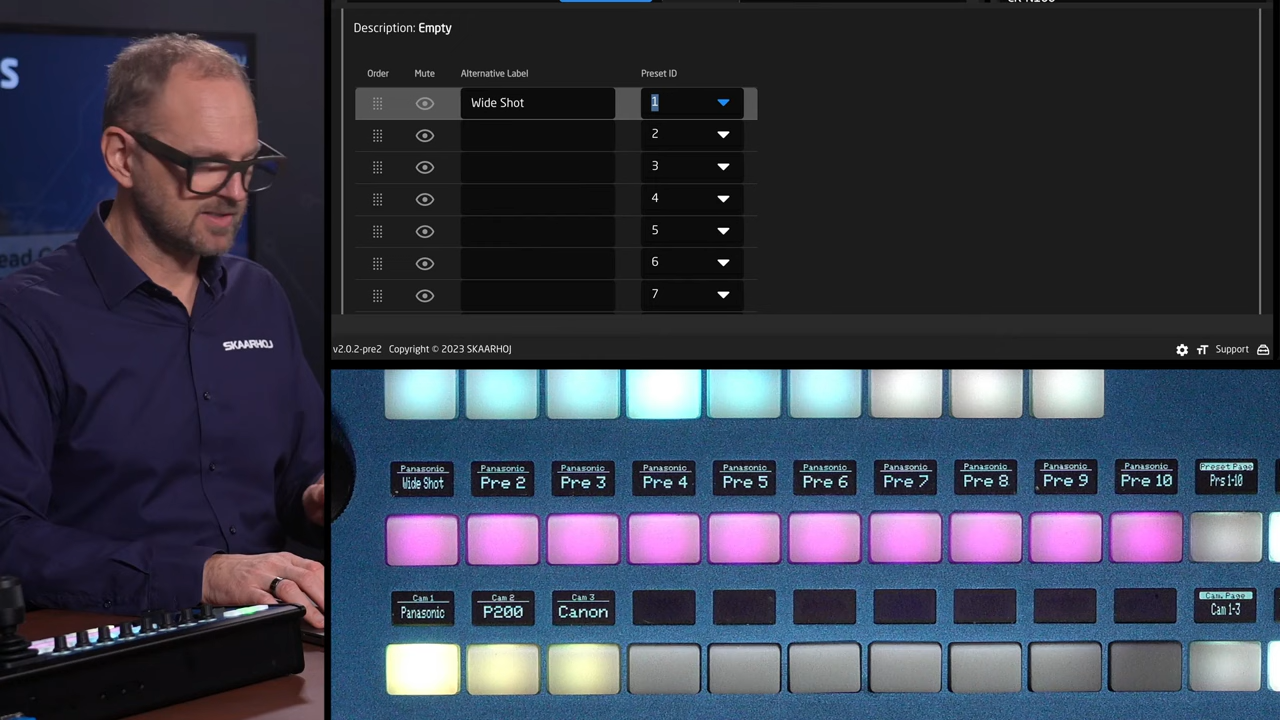 S
ead C
SKAARHOJ
Description: Empty
Order Mute Alternative Label Preset ID
Wide Shot 1
2
3
4
5
6
7
v2.0.2-pre2 Copyright © 2023 SKAARHOJ
Support
Panasonic Panasonic Panasonic Panasonic Panasonic Panasonic Panasonic Panasonic Panasonic Panasonic Preset Page
Wide Shot Pre 2 Pre 3 Pre 4 Pre 5 Pre 6 Pre 7 Pre 8 Pre 9 Pre 10 Prs 1-10
Cam 1 Cam 2 Cam 3 Cam. Page
Panasonic P200 Canon Cam 1-3